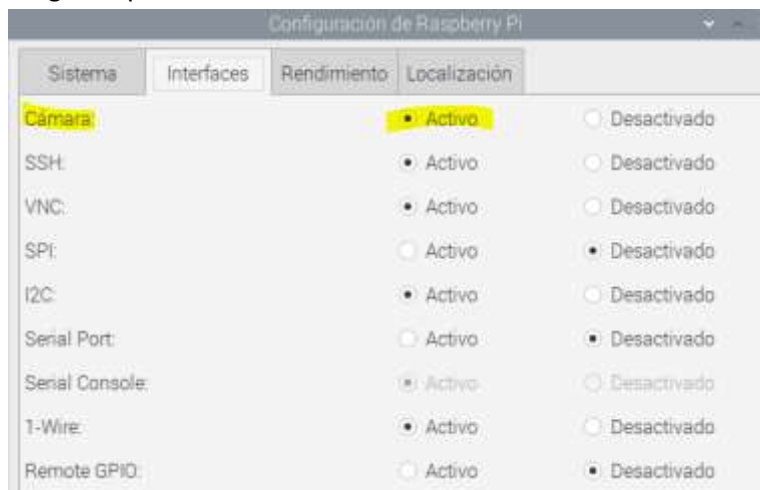 Configuración de Raspberry Pi
Sistema Interfaces Rendimiento Localización
Cámara: Activo Desactivado
SSH: Activo Desactivado
VNC: Activo Desactivado
SPI: Activo Desactivado
I2C: Activo Desactivado
Serial Port: Activo Desactivado
Serial Console: Activo Desactivado
1-Wire: Activo Desactivado
Remote GPIO: Activo Desactivado